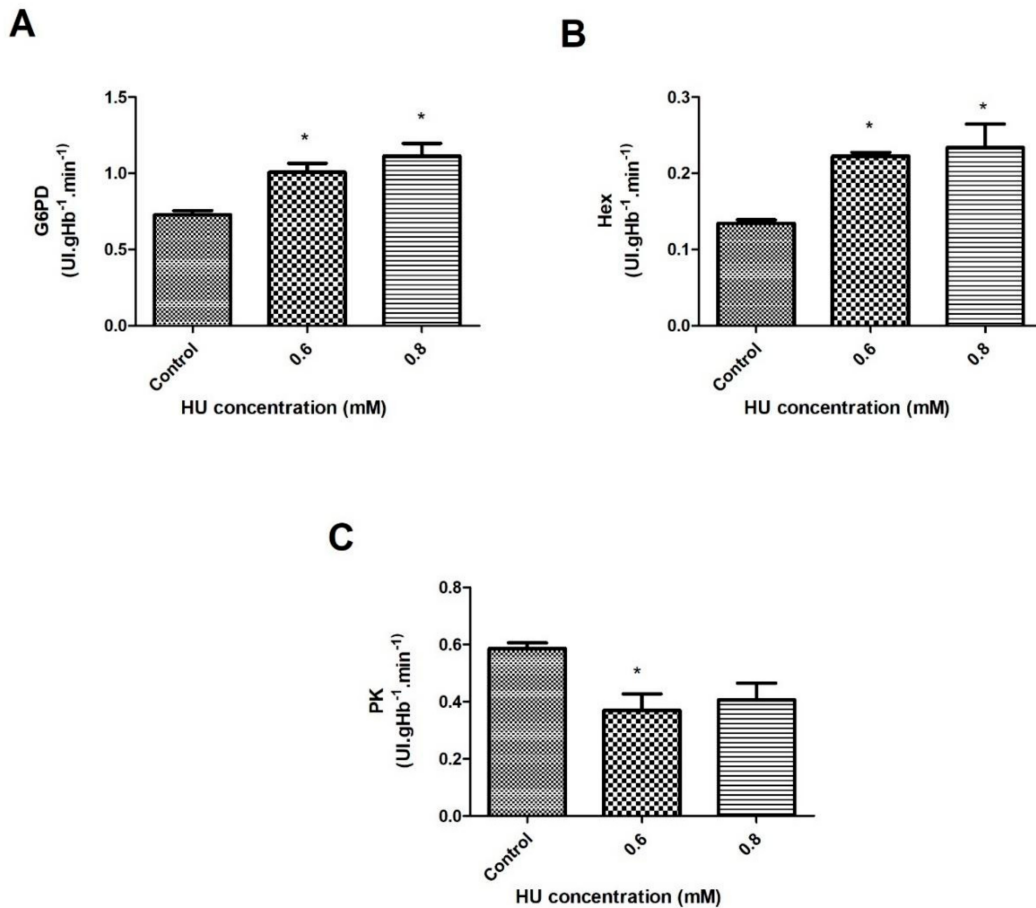 A
G6PD
(UI.gHb⁻¹.min⁻¹)
1.5
1.0
0.5
0.0
*
*
Control
0.6
0.8
HU concentration (mM)
B
Hex
(UI.gHb⁻¹.min⁻¹)
0.3
0.2
0.1
0.0
*
*
Control
0.6
0.8
HU concentration (mM)
C
PK
(UI.gHb⁻¹.min⁻¹)
0.8
0.6
0.4
0.2
0.0
*
Control
0.6
0.8
HU concentration (mM)